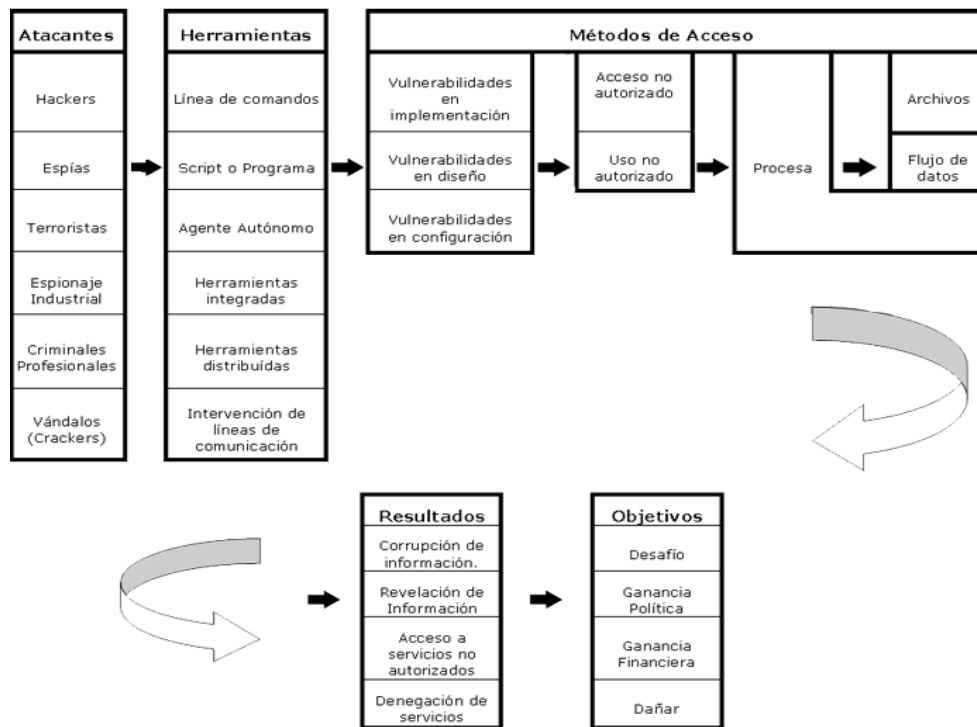 Atacantes
Hackers
Espías
Terroristas
Espionaje
Industrial
Criminales
Profesionales
Vándalos
(Crackers)
Herramientas
Línea de comandos
Script o Programa
Agente Autónomo
Herramientas
integradas
Herramientas
distribuídas
Intervención de
líneas de
comunicación
Métodos de Acceso
Vulnerabilidades
en
implementación
Vulnerabilidades
en diseño
Vulnerabilidades
en configuración
Acceso no
autorizado
Uso no
autorizado
Procesa
Archivos
Flujo de
datos
Resultados
Corrupción de
información.
Revelación de
Información
Acceso a
servicios no
autorizados
Denegación de
servicios
Objetivos
Desafío
Ganancia
Política
Ganancia
Financiera
Dañar